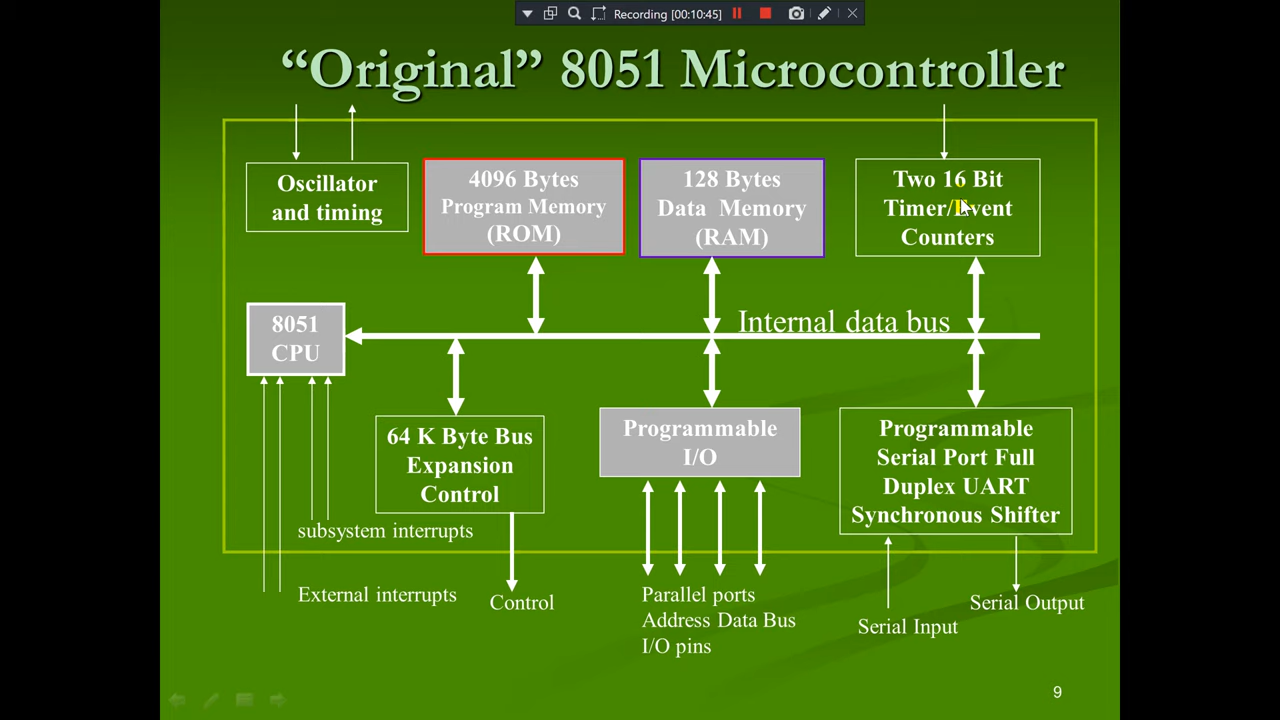 Recording [00:10:45]
“Original” 8051 Microcontroller
Oscillator
and timing
4096 Bytes
Program Memory
(ROM)
128 Bytes
Data Memory
(RAM)
Two 16 Bit
Timer/Event
Counters
8051
CPU
Internal data bus
64 K Byte Bus
Expansion
Control
Programmable
I/O
Programmable
Serial Port Full
Duplex UART
Synchronous Shifter
subsystem interrupts
External interrupts
Control
Parallel ports
Address Data Bus
I/O pins
Serial Input
Serial Output
9